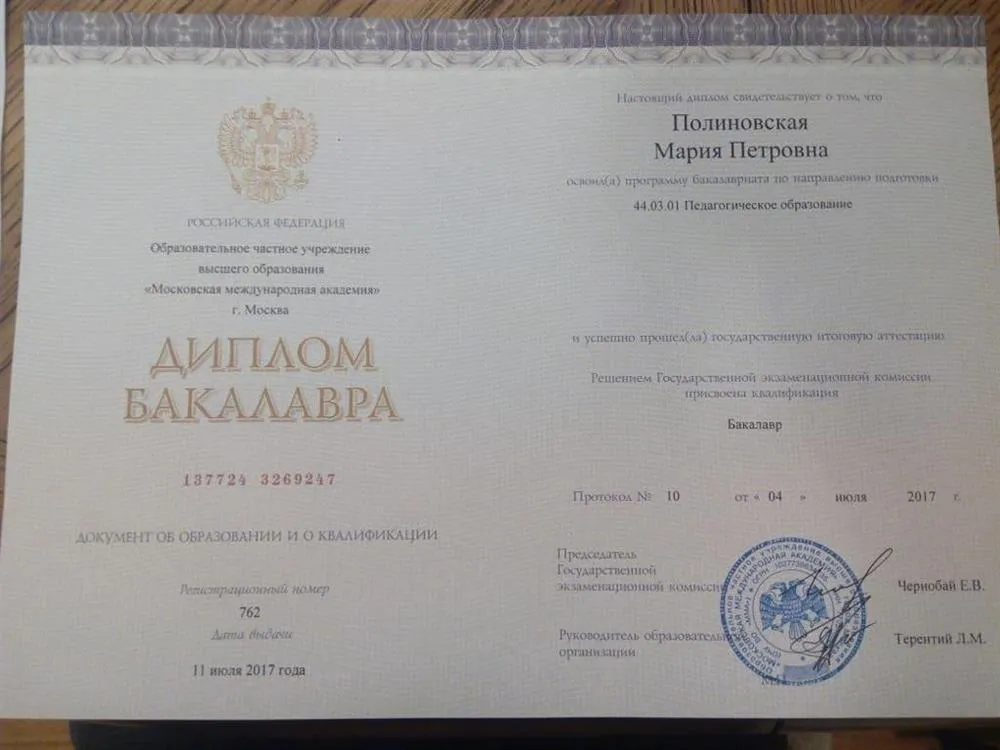 РОССИЙСКАЯ ФЕДЕРАЦИЯ
Образовательное частное учреждение
высшего образования
«Московская международная академия»
г. Москва
ДИПЛОМ
БАКАЛАВРА
137724 3269247
ДОКУМЕНТ ОБ ОБРАЗОВАНИИ И О КВАЛИФИКАЦИИ
Регистрационный номер
762
Дата выдачи
11 июля 2017 года
Настоящий диплом свидетельствует о том, что
Полиновская
Мария Петровна
освоил(а) программу бакалавриата по направлению подготовки
44.03.01 Педагогическое образование
и успешно прошел(ла) государственную итоговую аттестацию
Решением Государственной экзаменационной комиссии
присвоена квалификация
Бакалавр
Протокол № 10 от « 04 » июля 2017 г.
Председатель
Государственной
экзаменационной комиссии
Чернобай Е.В.
Руководитель образовательной
организации
Терентий Л.М.
М.П.